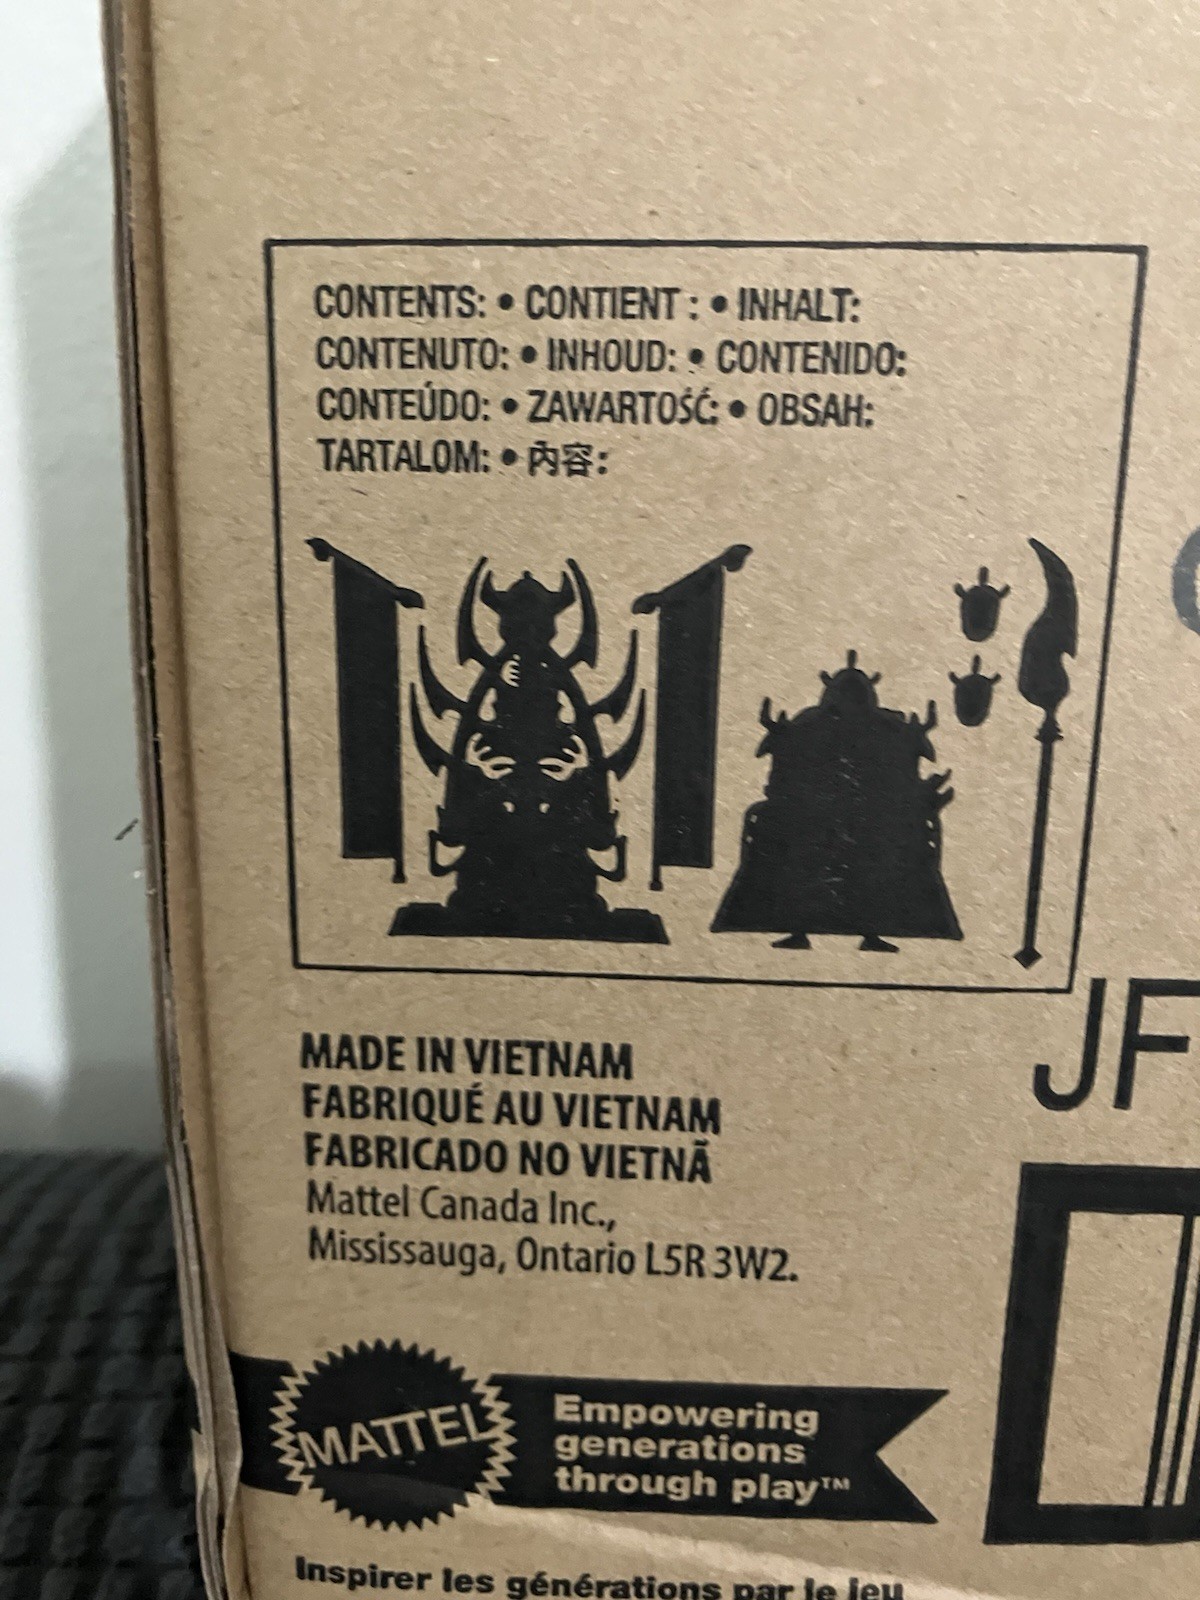 CONTENTS: • CONTIENT : • INHALT:
CONTENUTO: • INHOUD: • CONTENIDO:
CONTEÚDO: • ZAWARTOŚĆ: • OBSAH:
TARTALOM: • 內容:
MADE IN VIETNAM
FABRIQUÉ AU VIETNAM
FABRICADO NO VIETNÃ
Mattel Canada Inc.,
Mississauga, Ontario L5R 3W2.
JF
MATTEL
Empowering
generations
through play™
Inspirer les générations par le jeu